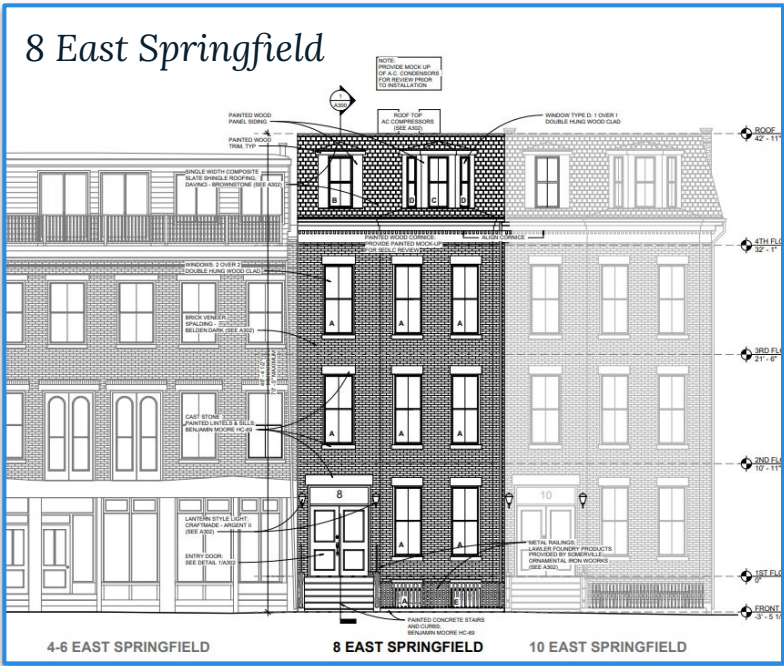 8 East Springfield
NOTE:
PROVIDE MOCK UP
OF A.C. CONDENSORS
FOR REVIEW PRIOR
TO INSTALLATION
1
A300
PAINTED WOOD
PANEL SIDING
ROOF TOP
AC COMPRESSORS
(SEE A302)
WINDOW TYPE D: 1 OVER 1
DOUBLE HUNG WOOD CLAD
PAINTED WOOD
TRIM, TYP
ROOF
42' - 11"
SINGLE WIDTH COMPOSITE
SLATE SHINGLE ROOFING;
DAVINCI - BROWNSTONE (SEE A302)
B
D
C
D
PAINTED WOOD CORNICE:
PROVIDE PAINTED MOCK-UP
FOR SEDLC REVIEW
ALIGN CORNICE
4TH FLO
32' - 1"
WINDOWS: 2 OVER 2
DOUBLE HUNG WOOD CLAD
A
A
A
BRICK VENEER
SPALDING -
BELDEN DARK (SEE A302)
3RD FLO
21' - 6"
CAST STONE
PAINTED LINTELS & SILLS:
BENJAMIN MOORE HC-69
A
A
A
2ND FLO
10' - 11"
8
10
LANTERN STYLE LIGHT:
CRAFTMADE - ARGENT II
(SEE A302)
A
A
ENTRY DOOR:
SEE DETAIL 1/A303
METAL RAILINGS:
LAWLER FOUNDRY PRODUCTS
PROVIDED BY SOMERVILLE
ORNAMENTAL IRON WOORKS
(SEE A302)
1ST FLO
0"
E
FRONT
-3' - 5 1/
PAINTED CONCRETE STAIRS
AND CURBS,
BENJAMIN MOORE HC-69
4-6 EAST SPRINGFIELD
8 EAST SPRINGFIELD
10 EAST SPRINGFIELD